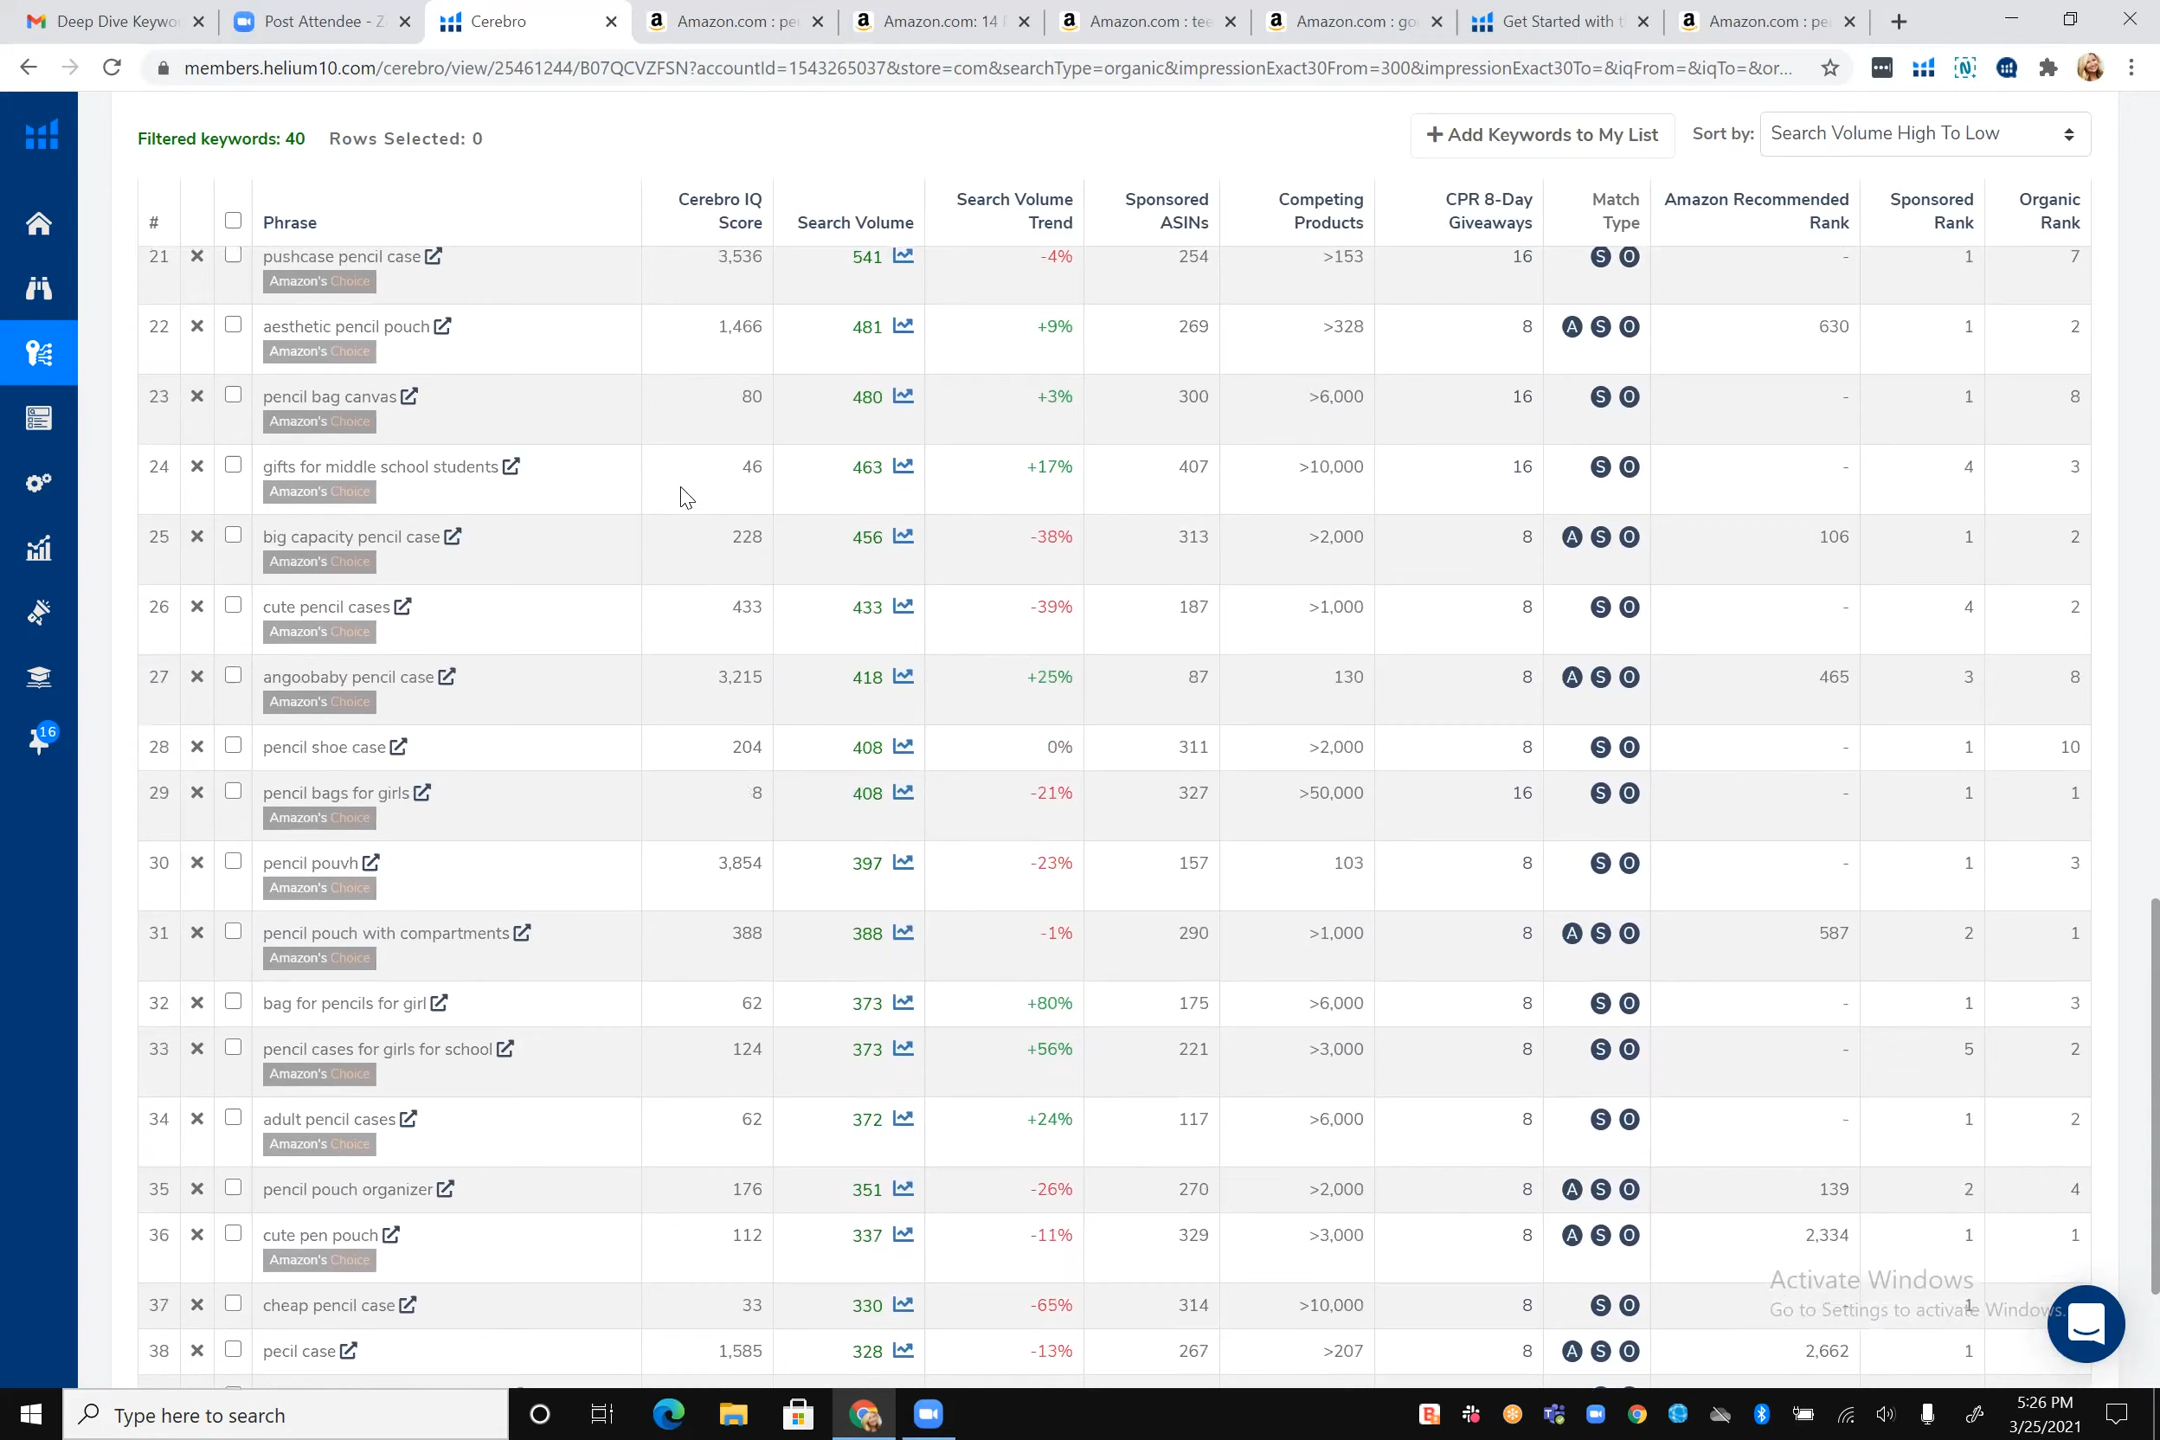 Deep Dive Keywo
Post Attendee - Z
Cerebro
Amazon.com : pe
Amazon.com: 14
Amazon.com : tee
Amazon.com : go
Get Started with t
Amazon.com : pe
members.helium10.com/cerebro/view/25461244/B07QCVZFSN?accountId=1543265037&store=com&searchType=organic&impressionExact30From=300&impressionExact30To=&iqFrom=&iqTo=&or...
Filtered keywords: 40 Rows Selected: 0
+ Add Keywords to My List Sort by: Search Volume High To Low
# Phrase Cerebro IQ Score Search Volume Search Volume Trend Sponsored ASINs Competing Products CPR 8-Day Giveaways Match Type Amazon Recommended Rank Sponsored Rank Organic Rank
21 pushcase pencil case 3,536 541 -4% 254 >153 16 S O - 1 7
Amazon's Choice
22 aesthetic pencil pouch 1,466 481 +9% 269 >328 8 A S O 630 1 2
Amazon's Choice
23 pencil bag canvas 80 480 +3% 300 >6,000 16 S O - 1 8
Amazon's Choice
24 gifts for middle school students 46 463 +17% 407 >10,000 16 S O - 4 3
Amazon's Choice
25 big capacity pencil case 228 456 -38% 313 >2,000 8 A S O 106 1 2
Amazon's Choice
26 cute pencil cases 433 433 -39% 187 >1,000 8 S O - 4 2
Amazon's Choice
27 angoobaby pencil case 3,215 418 +25% 87 130 8 A S O 465 3 8
Amazon's Choice
28 pencil shoe case 204 408 0% 311 >2,000 8 S O - 1 10
29 pencil bags for girls 8 408 -21% 327 >50,000 16 S O - 1 1
Amazon's Choice
30 pencil pouvh 3,854 397 -23% 157 103 8 S O - 1 3
Amazon's Choice
31 pencil pouch with compartments 388 388 -1% 290 >1,000 8 A S O 587 2 1
Amazon's Choice
32 bag for pencils for girl 62 373 +80% 175 >6,000 8 S O - 1 3
33 pencil cases for girls for school 124 373 +56% 221 >3,000 8 S O - 5 2
Amazon's Choice
34 adult pencil cases 62 372 +24% 117 >6,000 8 S O - 1 2
Amazon's Choice
35 pencil pouch organizer 176 351 -26% 270 >2,000 8 A S O 139 2 4
36 cute pen pouch 112 337 -11% 329 >3,000 8 A S O 2,334 1 1
Amazon's Choice
37 cheap pencil case 33 330 -65% 314 >10,000 8 S O - 1
38 pecil case 1,585 328 -13% 267 >207 8 A S O 2,662 1
16
Activate Windows
Go to Settings to activate Windows.
Type here to search
5:26 PM
3/25/2021